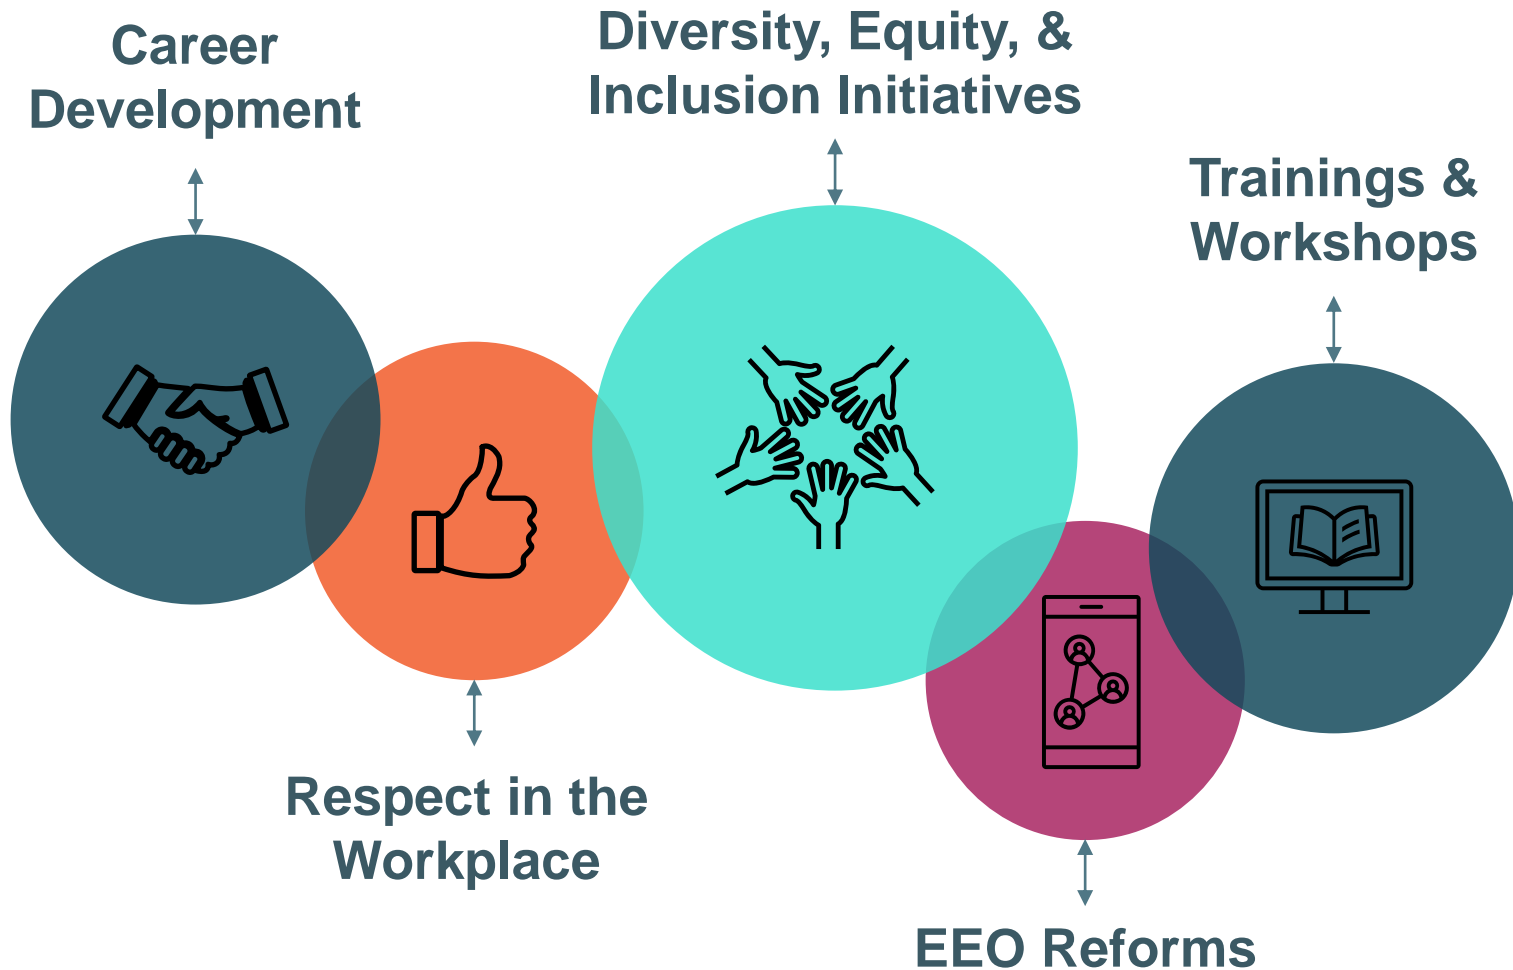 Career
Development
Diversity, Equity, &
Inclusion Initiatives
Trainings &
Workshops
Respect in the
Workplace
EEO Reforms